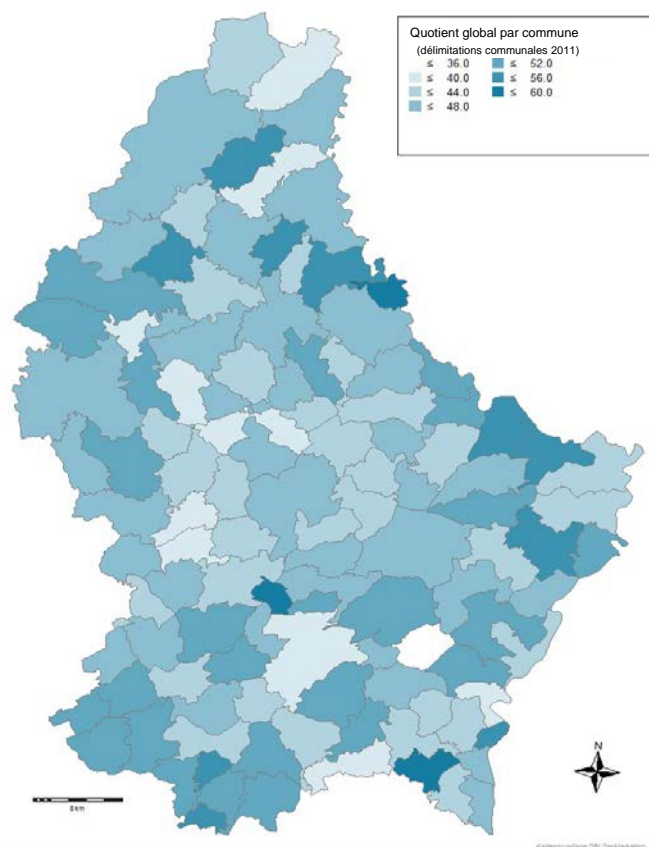 Quotient global par commune
(délimitations communales 2011)
≤ 36.0 ≤ 52.0
≤ 40.0 ≤ 56.0
≤ 44.0 ≤ 60.0
≤ 48.0
N